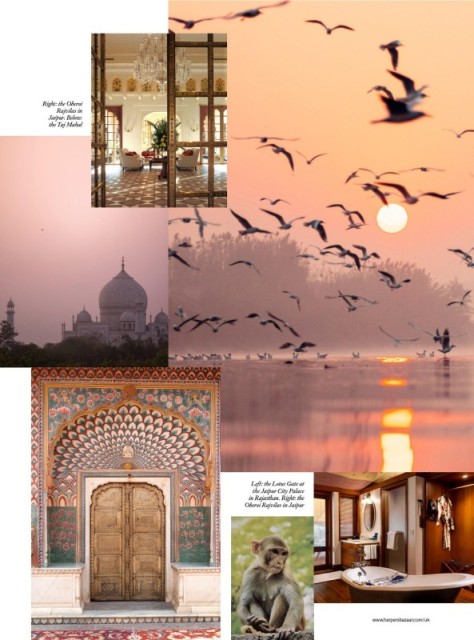 Right: the Oberoi
Rajvilas in
Jaipur. Below:
the Taj Mahal
Left: the Lotus Gate at
the Jaipur City Palace
in Rajasthan. Right: the
Oberoi Rajvilas in Jaipur
www.harpersbazaar.com/uk